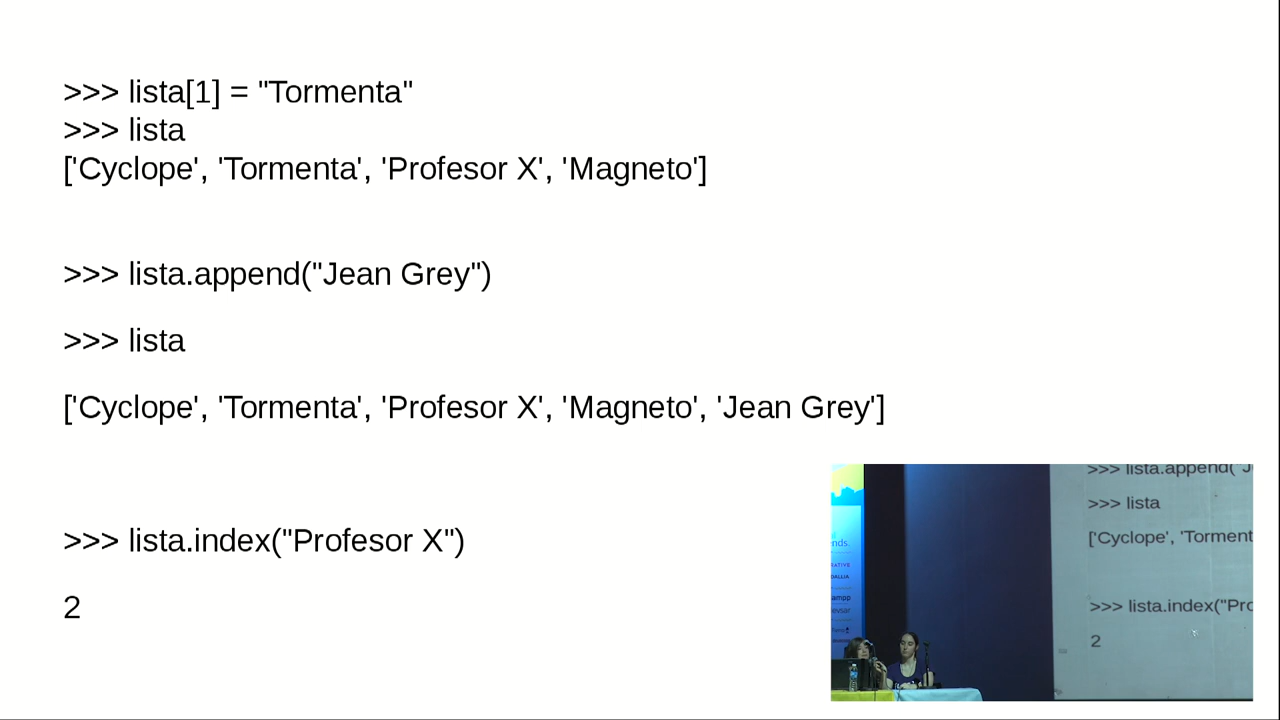 >>> lista[1] = "Tormenta"
>>> lista
['Cyclope', 'Tormenta', 'Profesor X', 'Magneto']
>>> lista.append("Jean Grey")
>>> lista
['Cyclope', 'Tormenta', 'Profesor X', 'Magneto', 'Jean Grey']
>>> lista.index("Profesor X")
2
>>> lista.append("J
>>> lista
['Cyclope', 'Torment
>>> lista.index("Pro
2